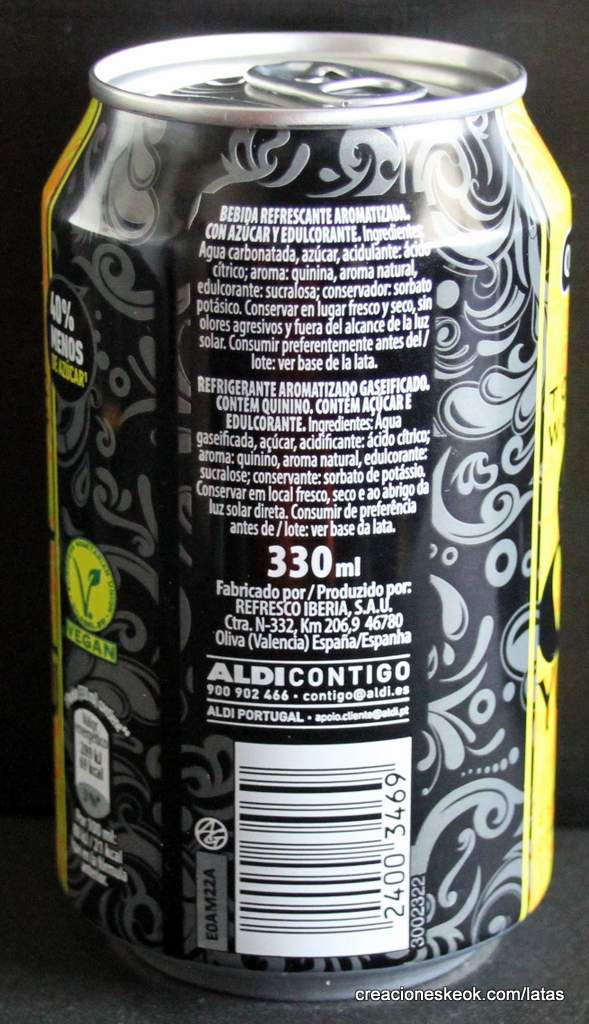 BEBIDA REFRESCANTE AROMATIZADA.
CON AZÚCAR Y EDULCORANTE. Ingredientes:
Agua carbonatada, azúcar, acidulante: ácido
cítrico; aroma: quinina, aroma natural,
edulcorante: sucralosa; conservador: sorbato
potásico. Conservar en lugar fresco y seco, sin
olores agresivos y fuera del alcance de la luz
solar. Consumir preferentemente antes del /
lote: ver base de la lata.
REFRIGERANTE AROMATIZADO GASEIFICADO.
CONTÉM QUININO. CONTÉM AÇÚCAR E
EDULCORANTE. Ingredientes: Água
gaseificada, açúcar, acidificante: ácido cítrico;
aroma: quinino, aroma natural, edulcorante:
sucralose; conservante: sorbato de potássio.
Conservar em local fresco, seco e ao abrigo da
luz solar direta. Consumir de preferência
antes de / lote: ver base da lata.
330 ml
Fabricado por / Produzido por:
REFRESCO IBERIA, S.A.U.
Ctra. N-332, Km 206,9 46780
Oliva (Valencia) España/Espanha
ALDI CONTIGO
900 902 466 • contigo@aldi.es
ALDI PORTUGAL • apoio.cliente@aldi.pt
2400 3469
E0AM22A
3002322
40%
MENOS
DE AZÚCAR¹
VEGAN
creacioneskeok.com/latas